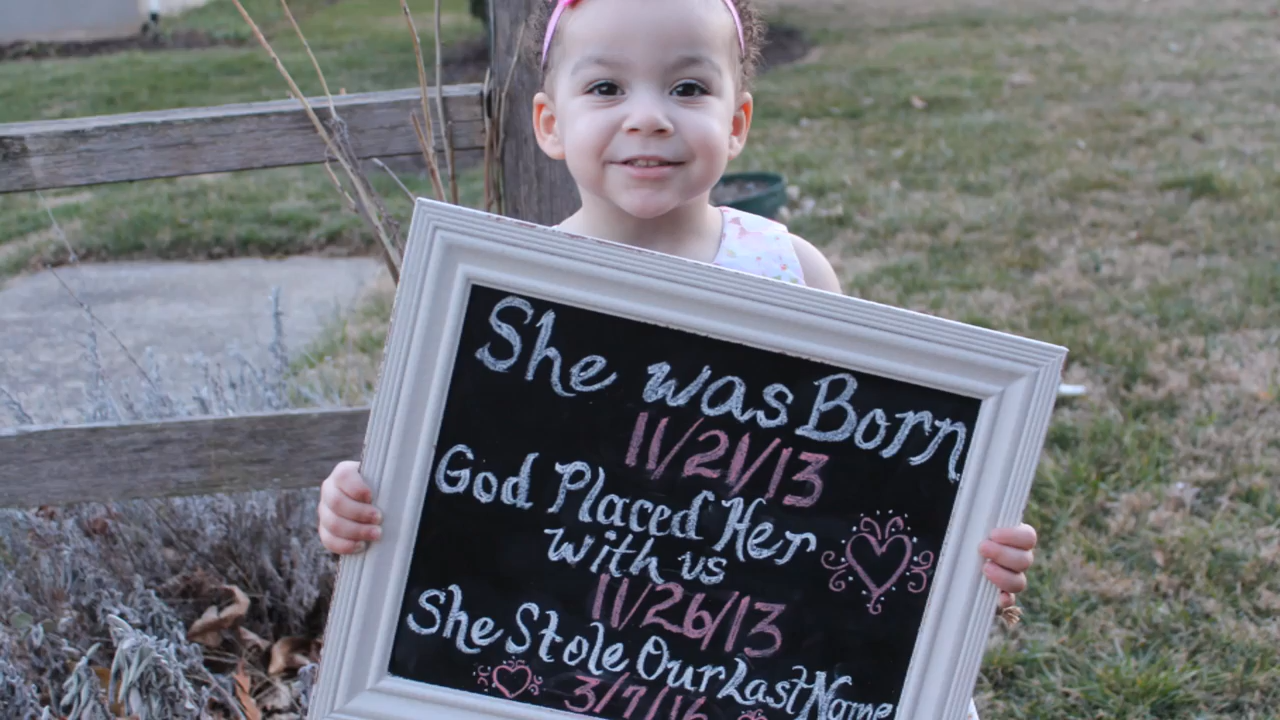 She was Born
11/21/13
God Placed Her
with us
11/26/13
She Stole Our Last Name
3/7/16